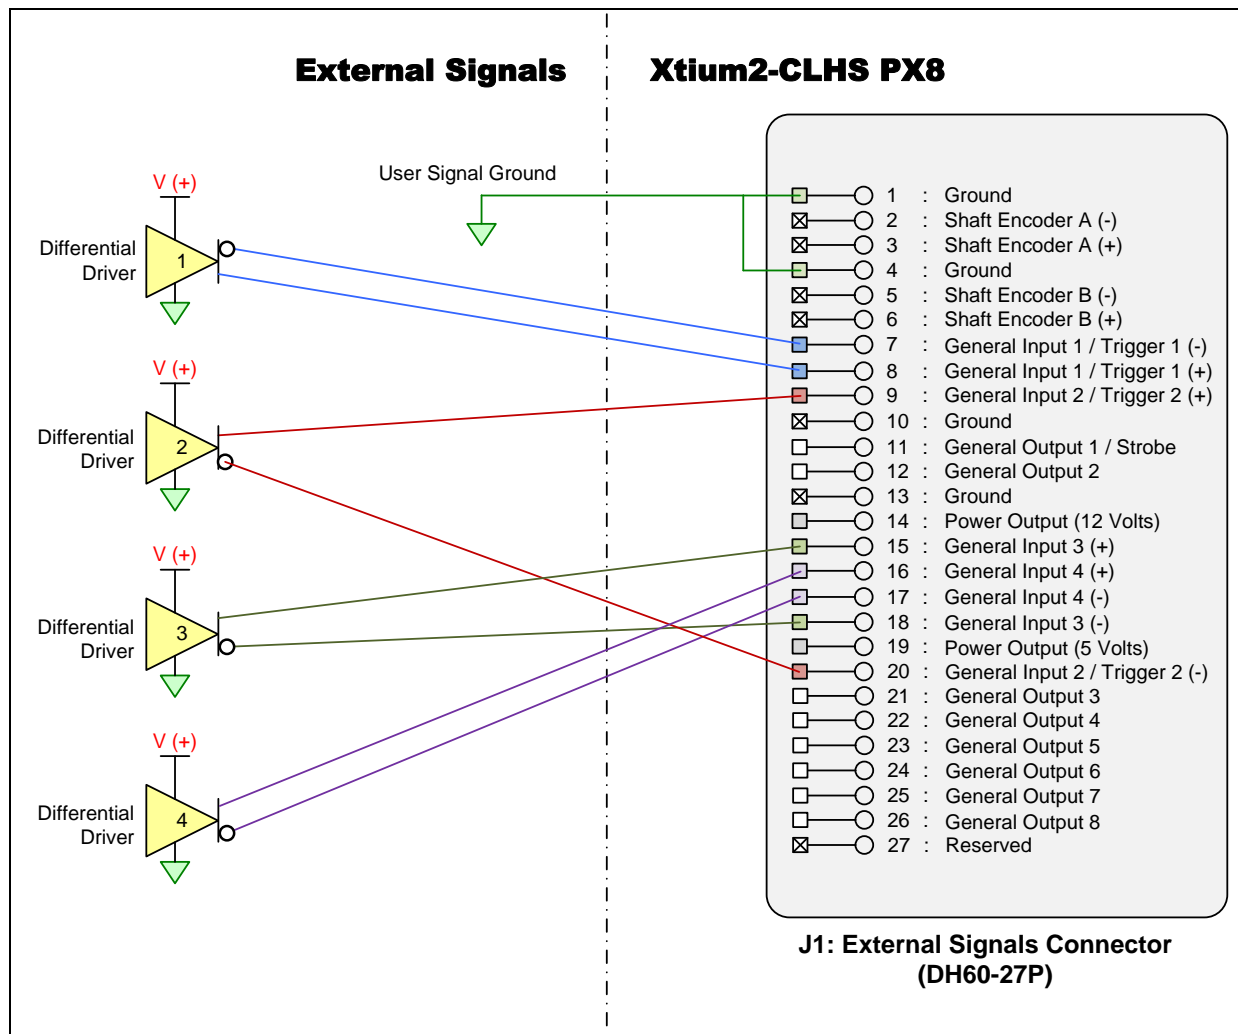 External Signals
Xtium2-CLHS PX8
User Signal Ground
V (+)
Differential
Driver
1
V (+)
Differential
Driver
2
V (+)
Differential
Driver
3
V (+)
Differential
Driver
4
1 : Ground
2 : Shaft Encoder A (-)
3 : Shaft Encoder A (+)
4 : Ground
5 : Shaft Encoder B (-)
6 : Shaft Encoder B (+)
7 : General Input 1 / Trigger 1 (-)
8 : General Input 1 / Trigger 1 (+)
9 : General Input 2 / Trigger 2 (+)
10 : Ground
11 : General Output 1 / Strobe
12 : General Output 2
13 : Ground
14 : Power Output (12 Volts)
15 : General Input 3 (+)
16 : General Input 4 (+)
17 : General Input 4 (-)
18 : General Input 3 (-)
19 : Power Output (5 Volts)
20 : General Input 2 / Trigger 2 (-)
21 : General Output 3
22 : General Output 4
23 : General Output 5
24 : General Output 6
25 : General Output 7
26 : General Output 8
27 : Reserved
J1: External Signals Connector
(DH60-27P)